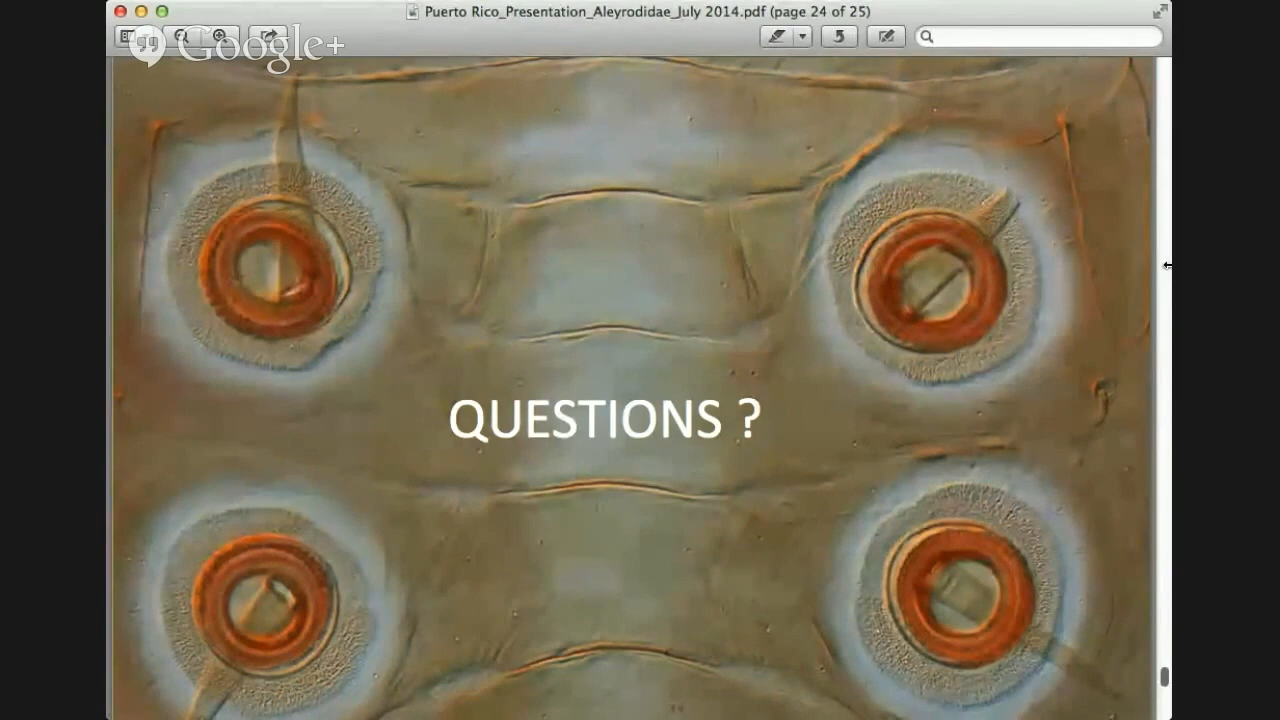 Puerto Rico_Presentation_Aleyrodidae_July 2014.pdf (page 24 of 25)
Google+
QUESTIONS ?